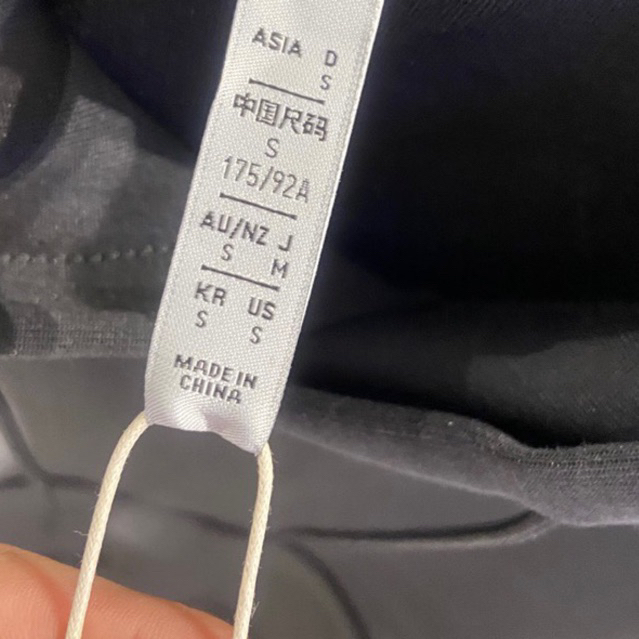 ASIA D
S
中国尺码
S
175/92A
AU/NZ J
S M
KR US
S S
MADE IN
CHINA